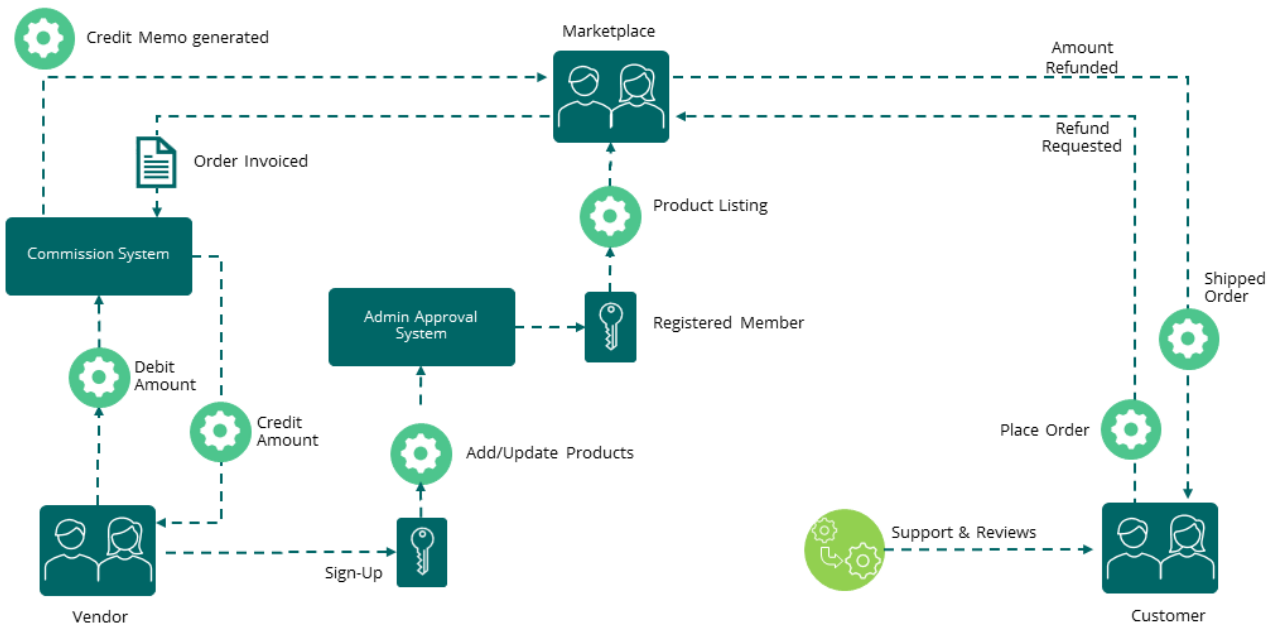 Credit Memo generated
Marketplace
Amount
Refunded
Refund
Requested
Order Invoiced
Product Listing
Commission System
Shipped
Order
Admin Approval
System
Registered Member
Debit
Amount
Credit
Amount
Place Order
Add/Update Products
Support & Reviews
Sign-Up
Vendor
Customer